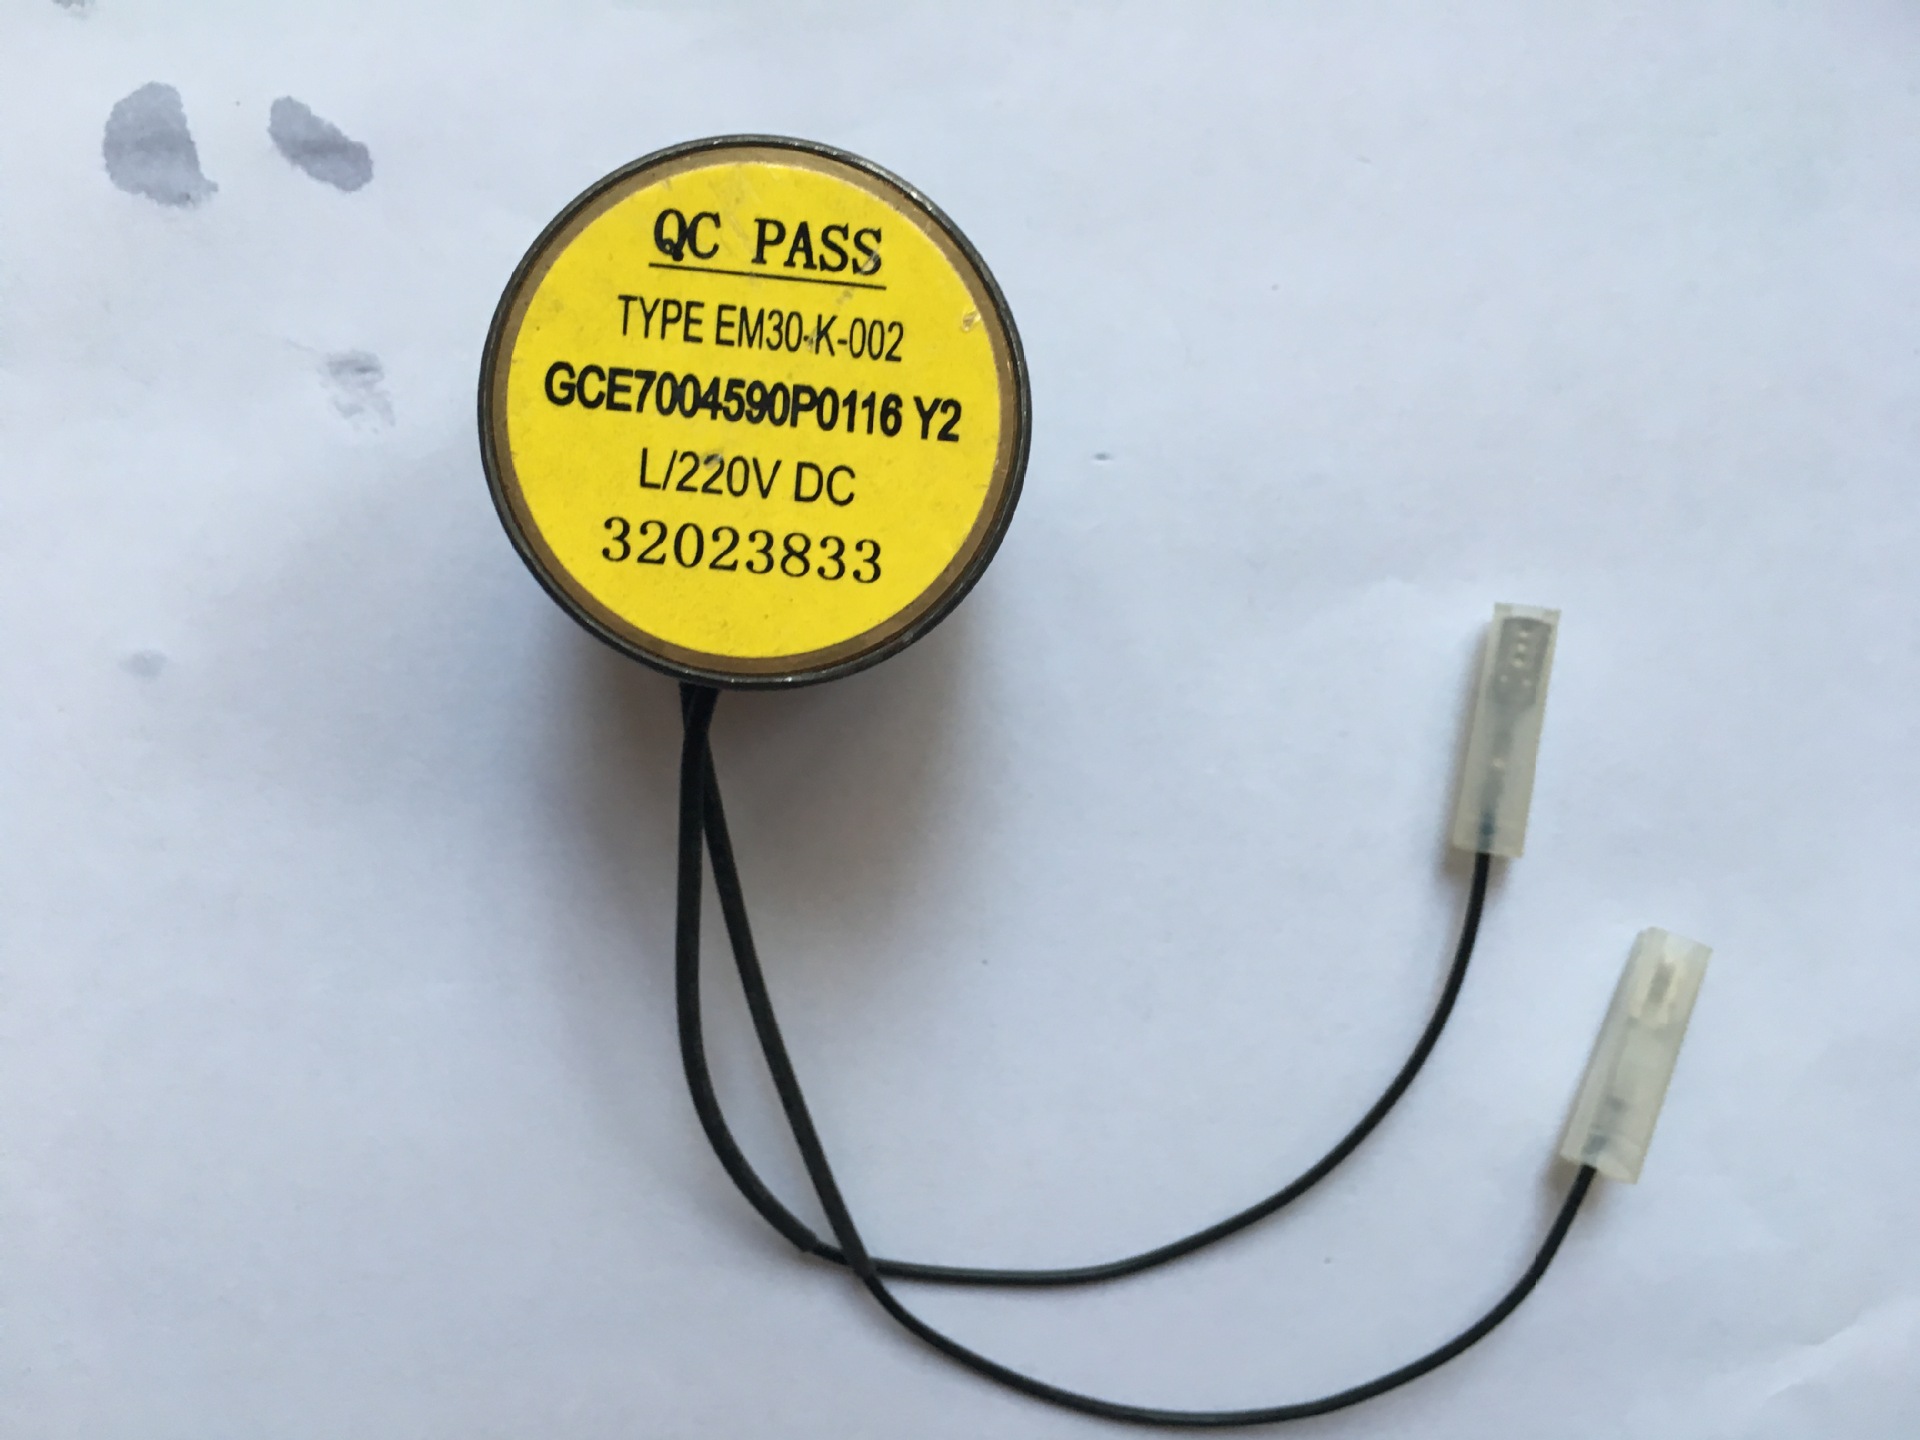 QC PASS
TYPE EM30-K-002
GCE7004590P0116 Y2
L/220V DC
32023833